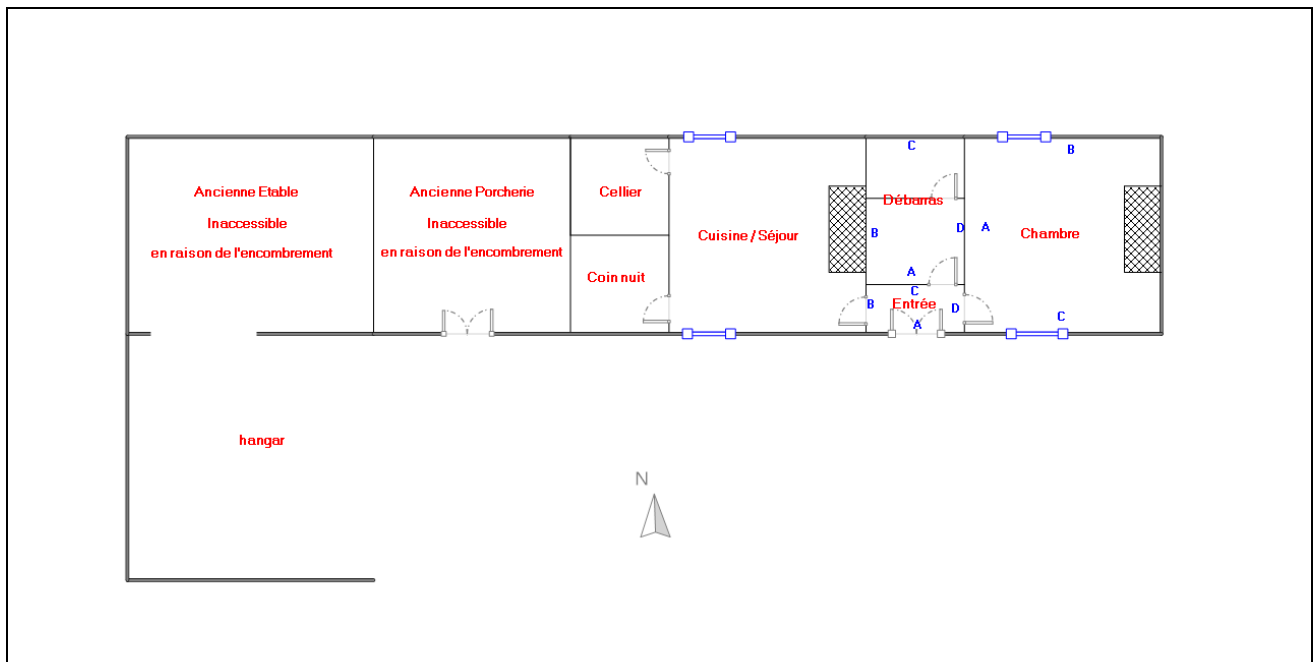 C
B
Ancienne Etable
Inaccessible
en raison de l'encombrement
Ancienne Porcherie
Inaccessible
en raison de l'encombrement
Cellier
Débarras
Cuisine / Séjour
B
D
A
Chambre
Coin nuit
A
C
B
Entrée
D
A
C
hangar
N